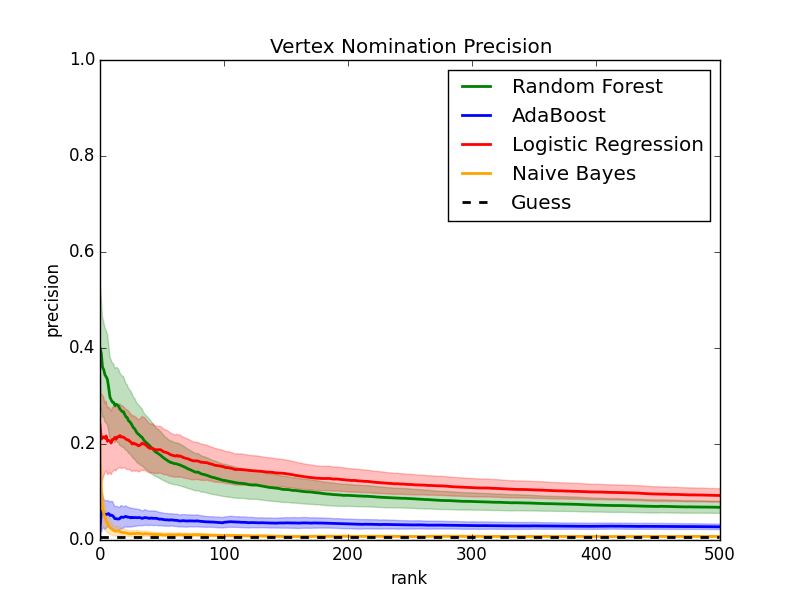 Vertex Nomination Precision
1.0
0.8
0.6
0.4
0.2
0.0
precision
Random Forest
AdaBoost
Logistic Regression
Naive Bayes
Guess
0 100 200 300 400 500
rank